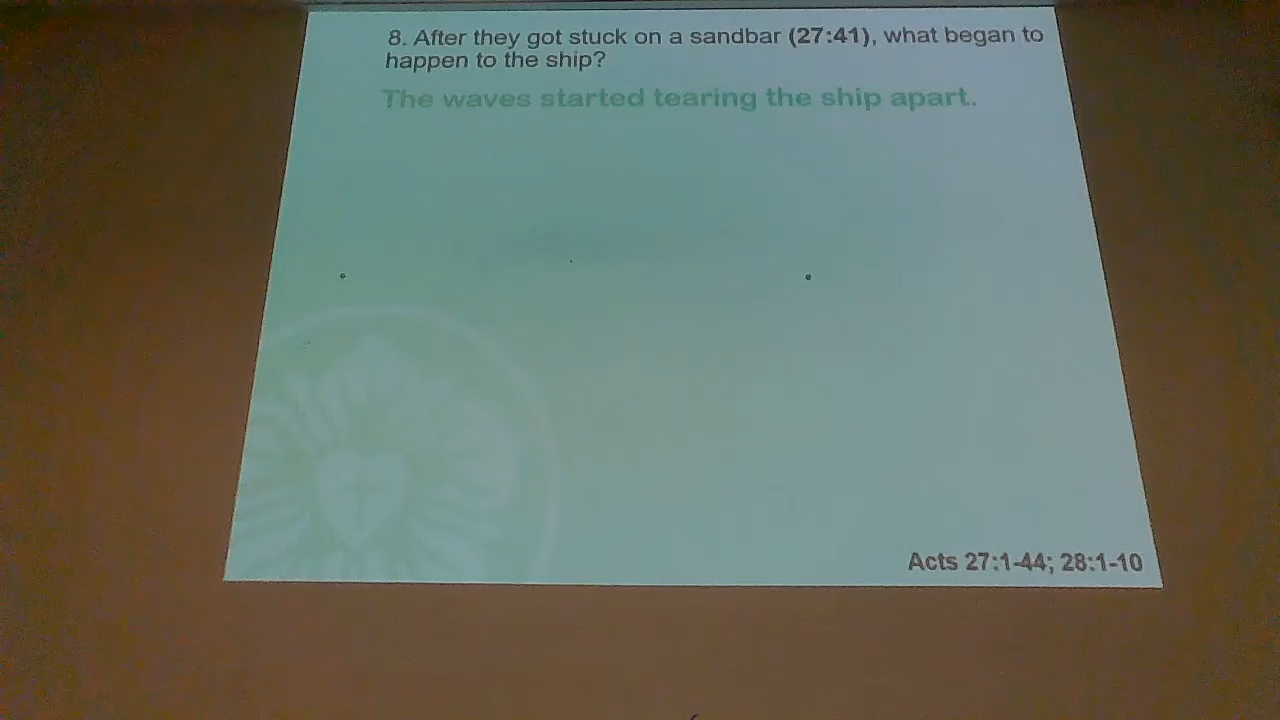 8. After they got stuck on a sandbar (27:41), what began to
happen to the ship?
The waves started tearing the ship apart.
Acts 27:1-44; 28:1-10